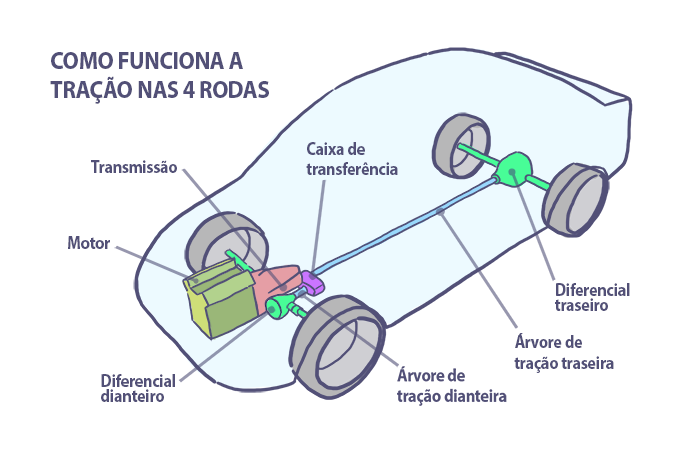 COMO FUNCIONA A
TRAÇÃO NAS 4 RODAS
Caixa de
transferência
Transmissão
Motor
Diferencial
traseiro
Árvore de
tração traseira
Diferencial
dianteiro
Árvore de
tração dianteira